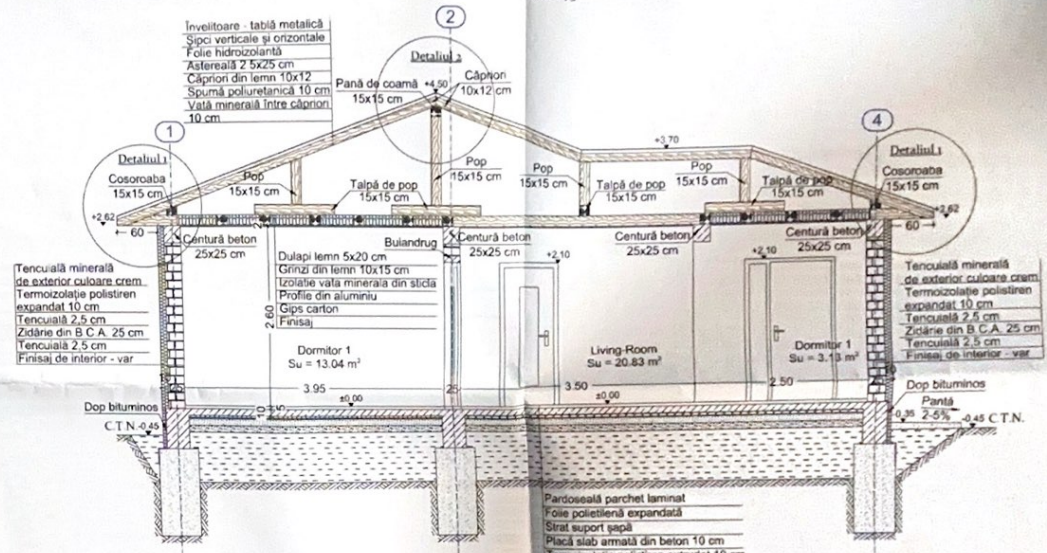 2
Învelitoare - tablă metalică
Șipci verticale și orizontale
Folie hidroizolantă
Astereală 2.5x25 cm
Căpriori din lemn 10x12
Spumă poliuretanică 10 cm
Vată minerală între căpriori
10 cm
Detaliul 2
Pană de coamă
15x15 cm
+4,50
Căpriori
10x12 cm
1
4
Detaliul 1
Cosoroaba
15x15 cm
+3,70
Detaliul 1
Cosoroaba
15x15 cm
Pop
15x15 cm
Talpă de pop
15x15 cm
Pop
15x15 cm
Pop
15x15 cm
Talpă de pop
15x15 cm
Pop
15x15 cm
Talpă de pop
15x15 cm
+2,62
60
+2,62
60
Centură beton
25x25 cm
Buiandrug
Centură beton
25x25 cm
Centură beton
25x25 cm
Centură beton
25x25 cm
Dulapi lemn 5x20 cm
Grinzi din lemn 10x15 cm
Izolatie vata minerala din sticla
Profile din aluminiu
Gips carton
Finisaj
+2,10
+2,10
Tencuială minerală
de exterior culoare crem
Termoizolație polistiren
expandat 10 cm
Tencuială 2,5 cm
Zidărie din B.C.A. 25 cm
Tencuială 2,5 cm
Finisaj de interior - var
Tencuială minerală
de exterior culoare crem
Termoizolație polistiren
expandat 10 cm
Tencuială 2,5 cm
Zidărie din B.C.A. 25 cm
Tencuială 2,5 cm
Finisaj de interior - var
2.60
Dormitor 1
Su = 13.04 m²
Living-Room
Su = 20.83 m²
Dormitor 1
Su = 3.13 m²
3.95
25
3.50
2.50
±0,00
±0,00
Dop bituminos
C.T.N. -0,45
10
Dop bituminos
Pantă
2-5%
-0,35
-0,45 C.T.N.
Pardoseală parchet laminat
Folie polietilenă expandată
Strat suport șapă
Placă slab armată din beton 10 cm